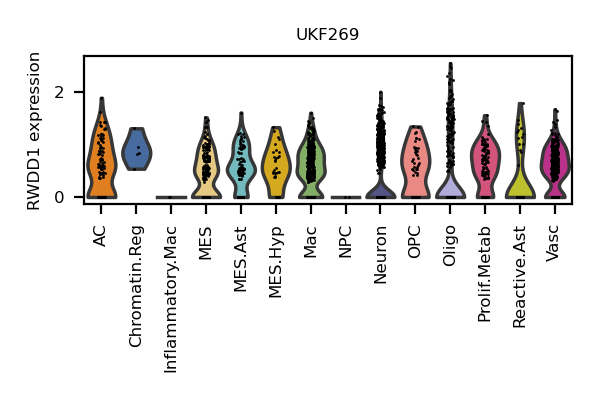 UKF269
RWDD1 expression
2
0
AC
Chromatin.Reg
Inflammatory.Mac
MES
MES.Ast
MES.Hyp
Mac
NPC
Neuron
OPC
Oligo
Prolif.Metab
Reactive.Ast
Vasc